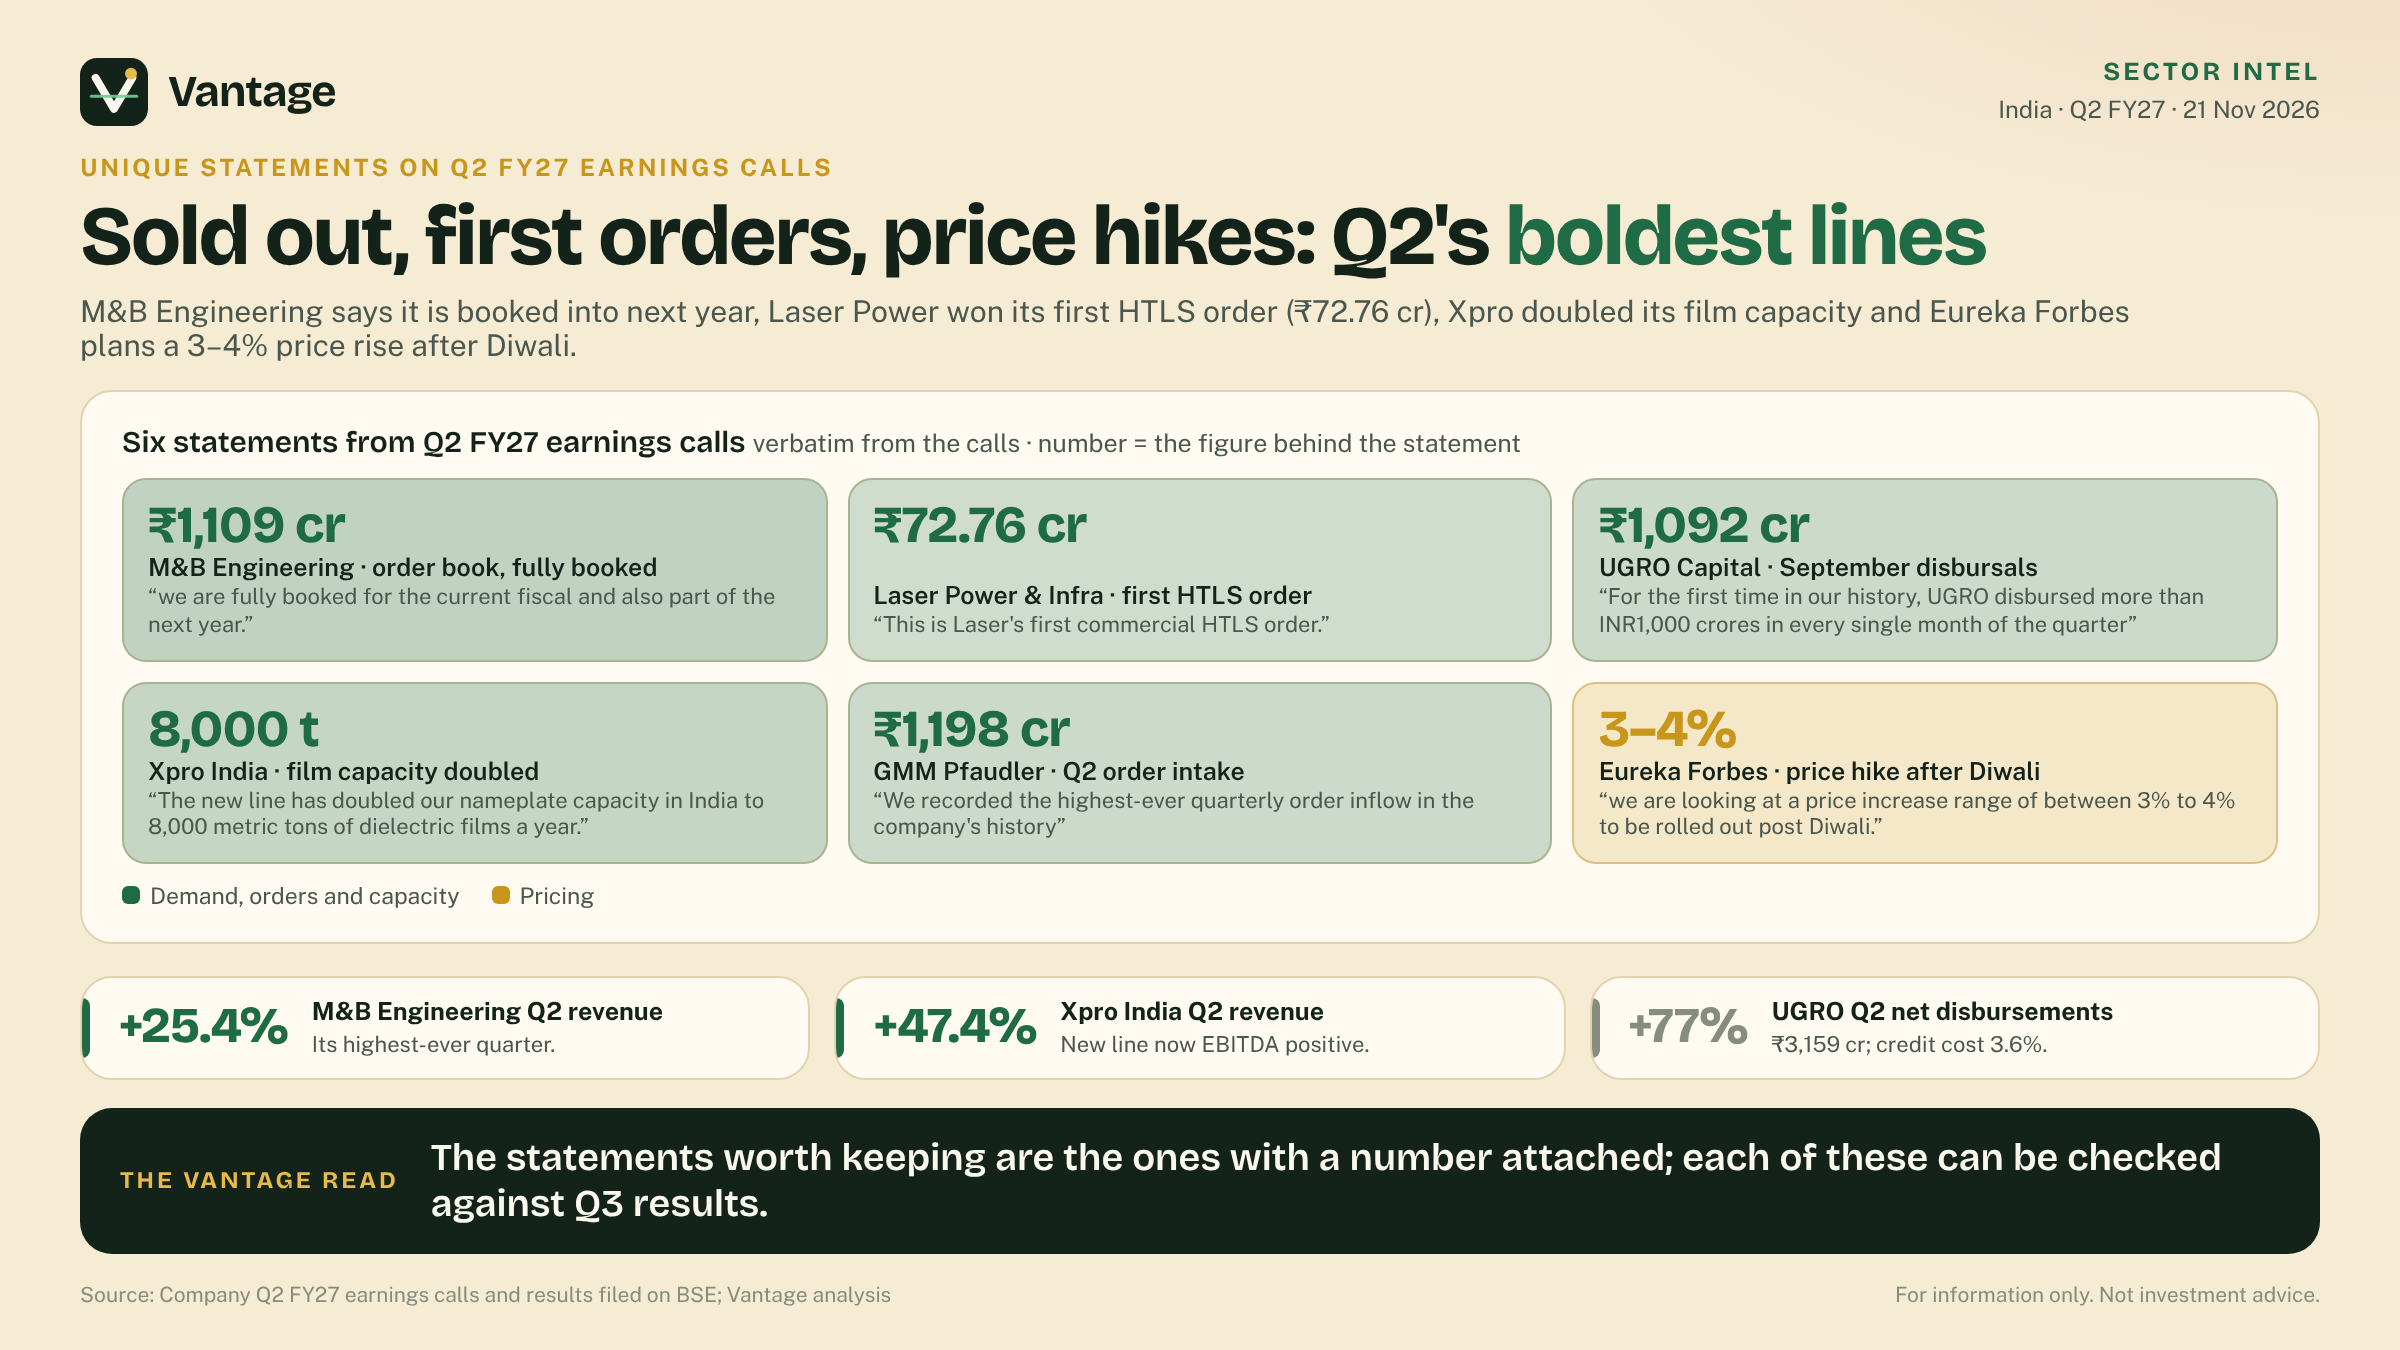 Vantage
SECTOR INTEL
India · Q2 FY27 · 21 Nov 2026
UNIQUE STATEMENTS ON Q2 FY27 EARNINGS CALLS
Sold out, first orders, price hikes: Q2's boldest lines
M&B Engineering says it is booked into next year, Laser Power won its first HTLS order (₹72.76 cr), Xpro doubled its film capacity and Eureka Forbes
plans a 3–4% price rise after Diwali.
Six statements from Q2 FY27 earnings calls verbatim from the calls · number = the figure behind the statement
₹1,109 cr
M&B Engineering · order book, fully booked
“we are fully booked for the current fiscal and also part of the
next year.”
₹72.76 cr
Laser Power & Infra · first HTLS order
“This is Laser's first commercial HTLS order.”
₹1,092 cr
UGRO Capital · September disbursals
“For the first time in our history, UGRO disbursed more than
INR1,000 crores in every single month of the quarter”
8,000 t
Xpro India · film capacity doubled
“The new line has doubled our nameplate capacity in India to
8,000 metric tons of dielectric films a year.”
₹1,198 cr
GMM Pfaudler · Q2 order intake
“We recorded the highest-ever quarterly order inflow in the
company's history”
3–4%
Eureka Forbes · price hike after Diwali
“we are looking at a price increase range of between 3% to 4%
to be rolled out post Diwali.”
Demand, orders and capacity
Pricing
+25.4%
M&B Engineering Q2 revenue
Its highest-ever quarter.
+47.4%
Xpro India Q2 revenue
New line now EBITDA positive.
+77%
UGRO Q2 net disbursements
₹3,159 cr; credit cost 3.6%.
THE VANTAGE READ
The statements worth keeping are the ones with a number attached; each of these can be checked
against Q3 results.
Source: Company Q2 FY27 earnings calls and results filed on BSE; Vantage analysis
For information only. Not investment advice.